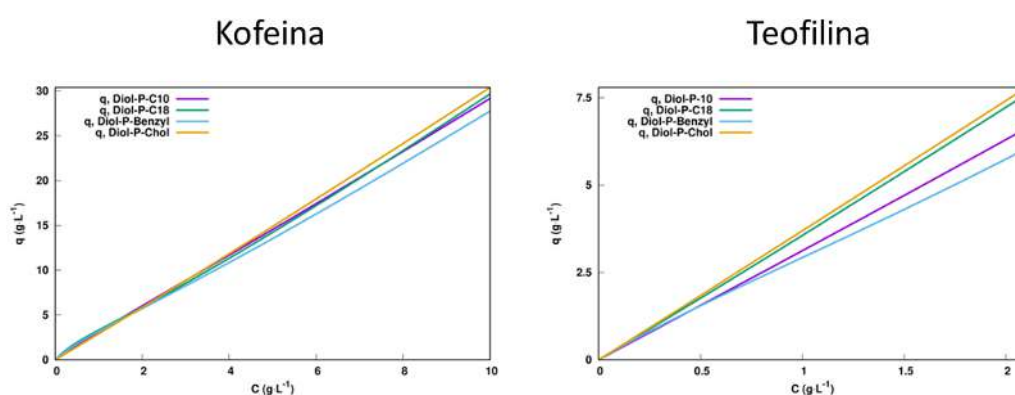 Kofeina
Teofilina
30
25
20
15
10
5
0
q (g·L⁻¹)
q, Diol-P-C10
q, Diol-P-C18
q, Diol-P-Benzyl
q, Diol-P-Chol
0 2 4 6 8 10
C (g·L⁻¹)
7.5
5
2.5
0
q (g·L⁻¹)
q, Diol-P-10
q, Diol-P-C18
q, Diol-P-Benzyl
q, Diol-P-Chol
0 0.5 1 1.5 2
C (g·L⁻¹)